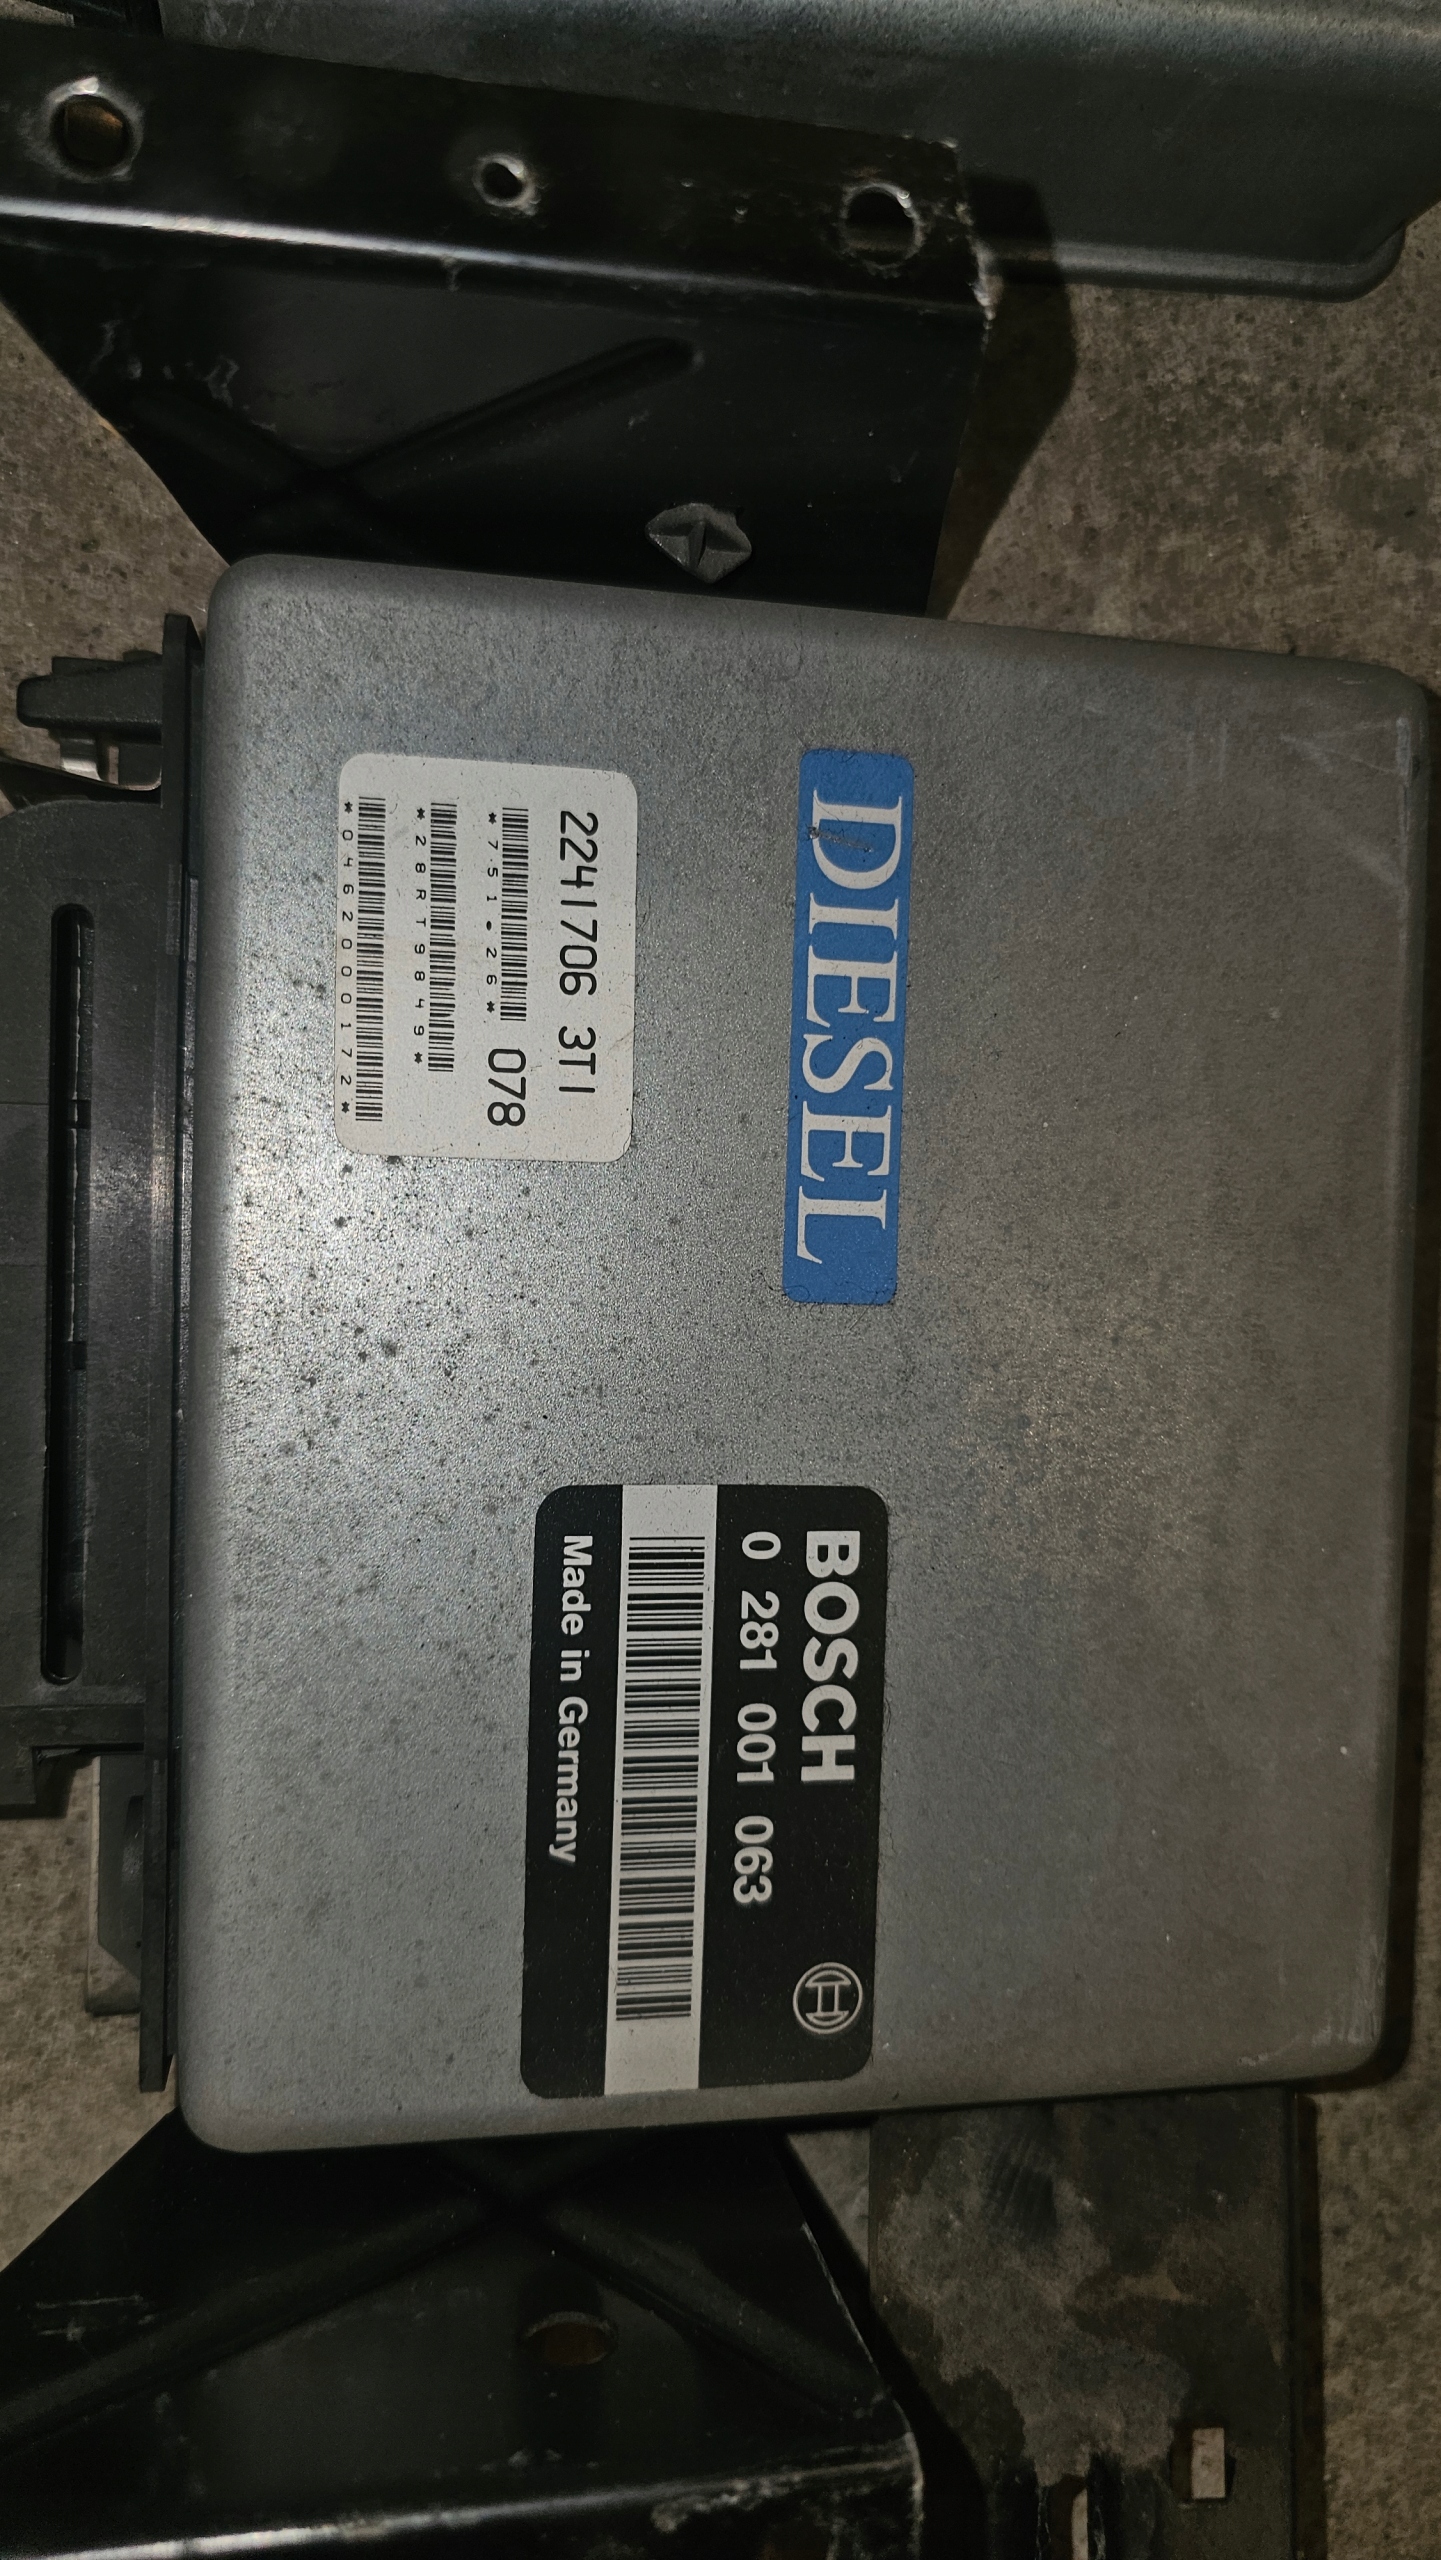 DIESEL
2241706 3TI
*7.51.26* 078
*28RT9849*
*0462000172*
BOSCH
0 281 001 063
Made in Germany